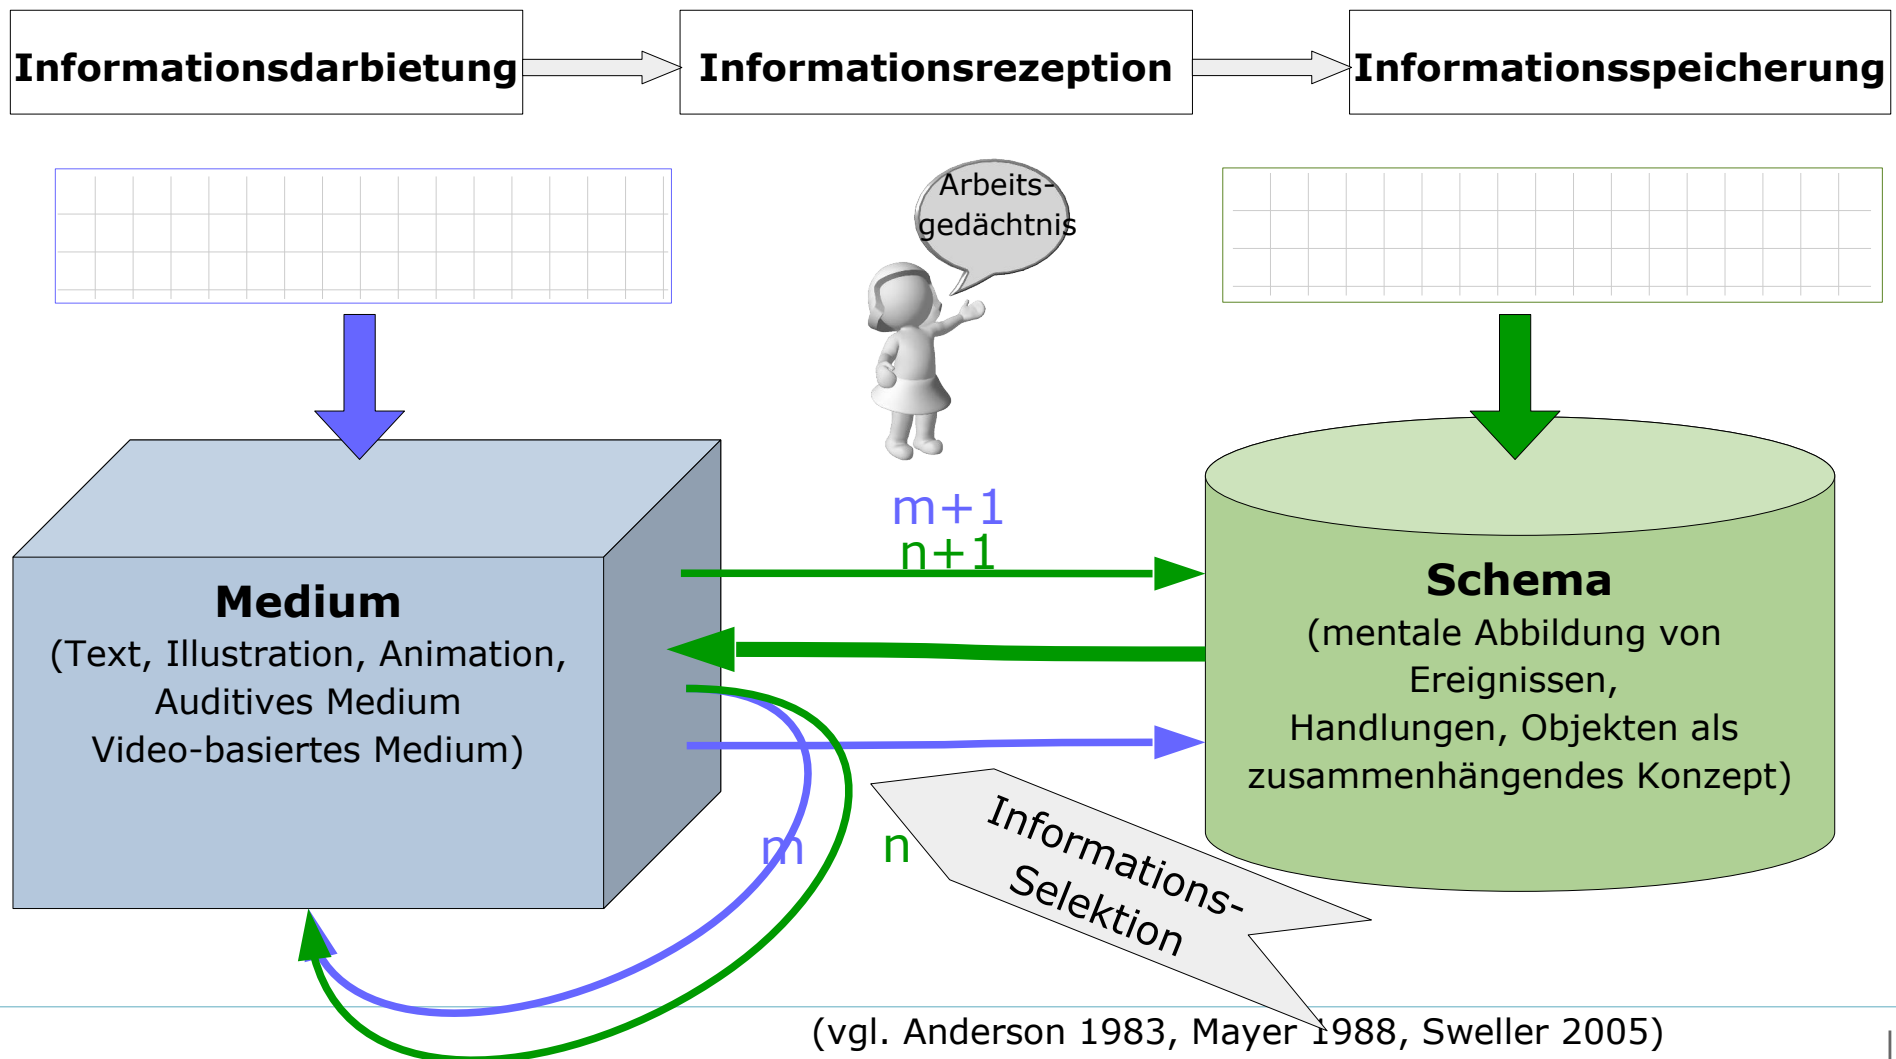 Informationsdarbietung
Informationsrezeption
Informationsspeicherung
Arbeits-
gedächtnis
m+1
n+1
Medium
(Text, Illustration, Animation,
Auditives Medium
Video-basiertes Medium)
Schema
(mentale Abbildung von
Ereignissen,
Handlungen, Objekten als
zusammenhängendes Konzept)
m
n
Informations-
Selektion
(vgl. Anderson 1983, Mayer 1988, Sweller 2005)